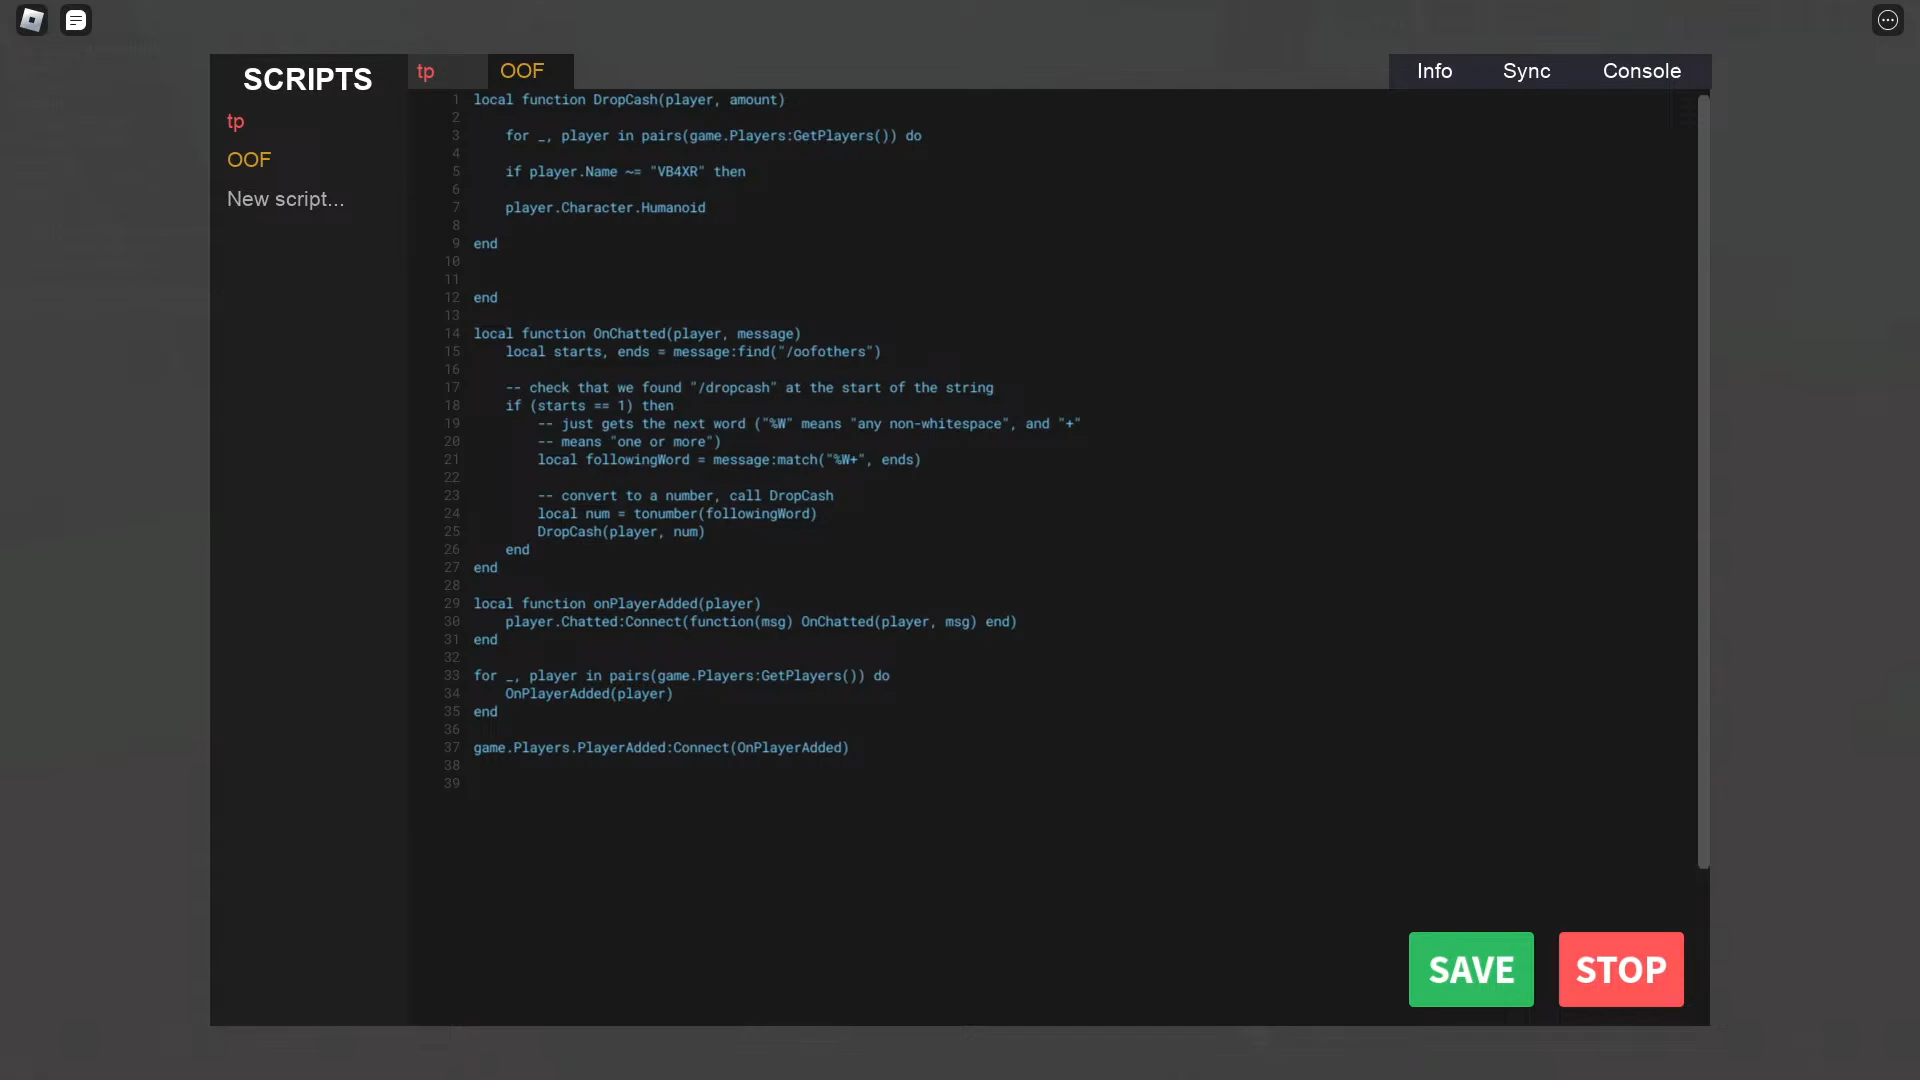 SCRIPTS
tp
OOF
New script...
tp
OOF
Info
Sync
Console
1 local function DropCash(player, amount)
2
3 for _, player in pairs(game.Players:GetPlayers()) do
4
5 if player.Name ~= "VB4XR" then
6
7 player.Character.Humanoid
8
9 end
10
11
12 end
13
14 local function OnChatted(player, message)
15 local starts, ends = message:find("/oofothers")
16
17 -- check that we found "/dropcash" at the start of the string
18 if (starts == 1) then
19 -- just gets the next word ("%W" means "any non-whitespace", and "+"
20 -- means "one or more")
21 local followingWord = message:match("%W+", ends)
22
23 -- convert to a number, call DropCash
24 local num = tonumber(followingWord)
25 DropCash(player, num)
26 end
27 end
28
29 local function onPlayerAdded(player)
30 player.Chatted:Connect(function(msg) OnChatted(player, msg) end)
31 end
32
33 for _, player in pairs(game.Players:GetPlayers()) do
34 OnPlayerAdded(player)
35 end
36
37 game.Players.PlayerAdded:Connect(OnPlayerAdded)
38
39
SAVE
STOP